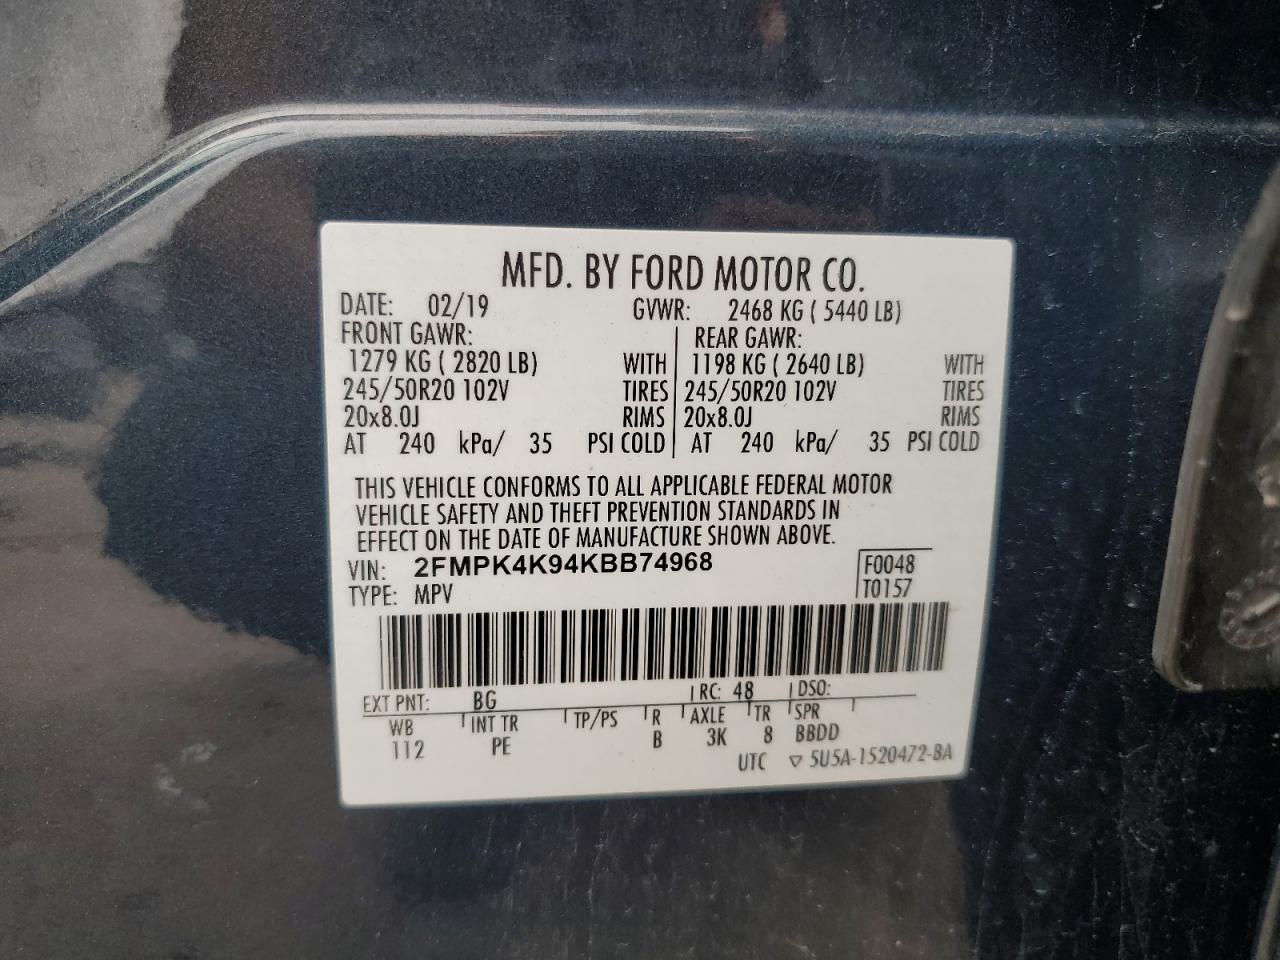 MFD. BY FORD MOTOR CO.
DATE: 02/19 GVWR: 2468 KG ( 5440 LB)
FRONT GAWR: REAR GAWR:
1279 KG ( 2820 LB) WITH 1198 KG ( 2640 LB) WITH
245/50R20 102V TIRES 245/50R20 102V TIRES
20x8.0J RIMS 20x8.0J RIMS
AT 240 kPa/ 35 PSI COLD AT 240 kPa/ 35 PSI COLD
THIS VEHICLE CONFORMS TO ALL APPLICABLE FEDERAL MOTOR
VEHICLE SAFETY AND THEFT PREVENTION STANDARDS IN
EFFECT ON THE DATE OF MANUFACTURE SHOWN ABOVE.
VIN: 2FMPK4K94KBB74968 F0048
TYPE: MPV T0157
EXT PNT: BG RC: 48 DSO:
WB INT TR TP/PS R AXLE TR SPR
112 PE B 3K 8 BBDD
UTC ▽ 5U5A-1520472-BA